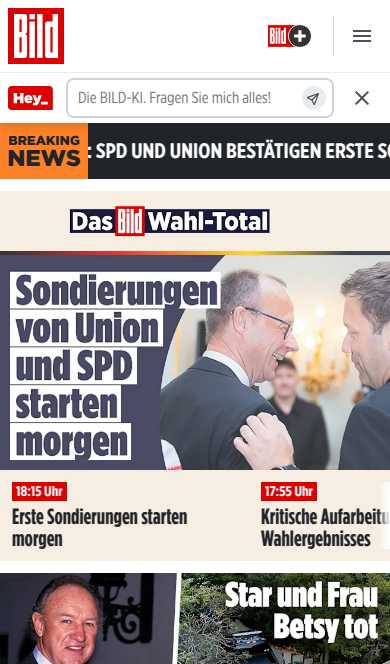 Bild
Bild +
Hey_
Die BILD-KI. Fragen Sie mich alles!
BREAKING
NEWS
: SPD UND UNION BESTÄTIGEN ERSTE
Das Bild Wahl-Total
Sondierungen
von Union
und SPD
starten
morgen
18:15 Uhr
Erste Sondierungen starten
morgen
17:55 Uhr
Kritische
Wahlergebnisses
Star und Frau
Betsy tot